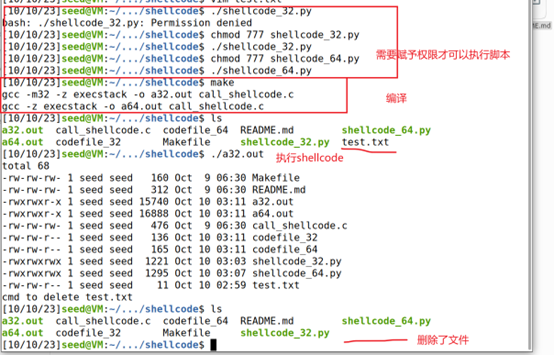 [10/10/23]seed@VM:~/.../shellcode$ ./shellcode_32.py
bash: ./shellcode_32.py: Permission denied
[10/10/23]seed@VM:~/.../shellcode$ chmod 777 shellcode_32.py
[10/10/23]seed@VM:~/.../shellcode$ ./shellcode_32.py
[10/10/23]seed@VM:~/.../shellcode$ chmod 777 shellcode_64.py
[10/10/23]seed@VM:~/.../shellcode$ ./shellcode_64.py
需要赋予权限才可以执行脚本
[10/10/23]seed@VM:~/.../shellcode$ make
gcc -m32 -z execstack -o a32.out call_shellcode.c
gcc -z execstack -o a64.out call_shellcode.c
编译
[10/10/23]seed@VM:~/.../shellcode$ ls
a32.out call_shellcode.c codefile_64 README.md shellcode_64.py
a64.out codefile_32 Makefile shellcode_32.py test.txt
[10/10/23]seed@VM:~/.../shellcode$ ./a32.out
执行shellcode
total 68
-rw-rw-rw- 1 seed seed 160 Oct 9 06:30 Makefile
-rw-rw-rw- 1 seed seed 312 Oct 9 06:30 README.md
-rwxrwxr-x 1 seed seed 15740 Oct 10 03:11 a32.out
-rwxrwxr-x 1 seed seed 16888 Oct 10 03:11 a64.out
-rw-rw-rw- 1 seed seed 476 Oct 9 06:30 call_shellcode.c
-rw-rw-r-- 1 seed seed 136 Oct 10 03:11 codefile_32
-rw-rw-r-- 1 seed seed 165 Oct 10 03:11 codefile_64
-rwxrwxrwx 1 seed seed 1221 Oct 10 03:03 shellcode_32.py
-rwxrwxrwx 1 seed seed 1295 Oct 10 03:07 shellcode_64.py
-rw-rw-r-- 1 seed seed 11 Oct 10 02:59 test.txt
cmd to delete test.txt
[10/10/23]seed@VM:~/.../shellcode$ ls
a32.out call_shellcode.c codefile_64 README.md shellcode_64.py
a64.out codefile_32 Makefile shellcode_32.py
删除了文件
[10/10/23]seed@VM:~/.../shellcode$